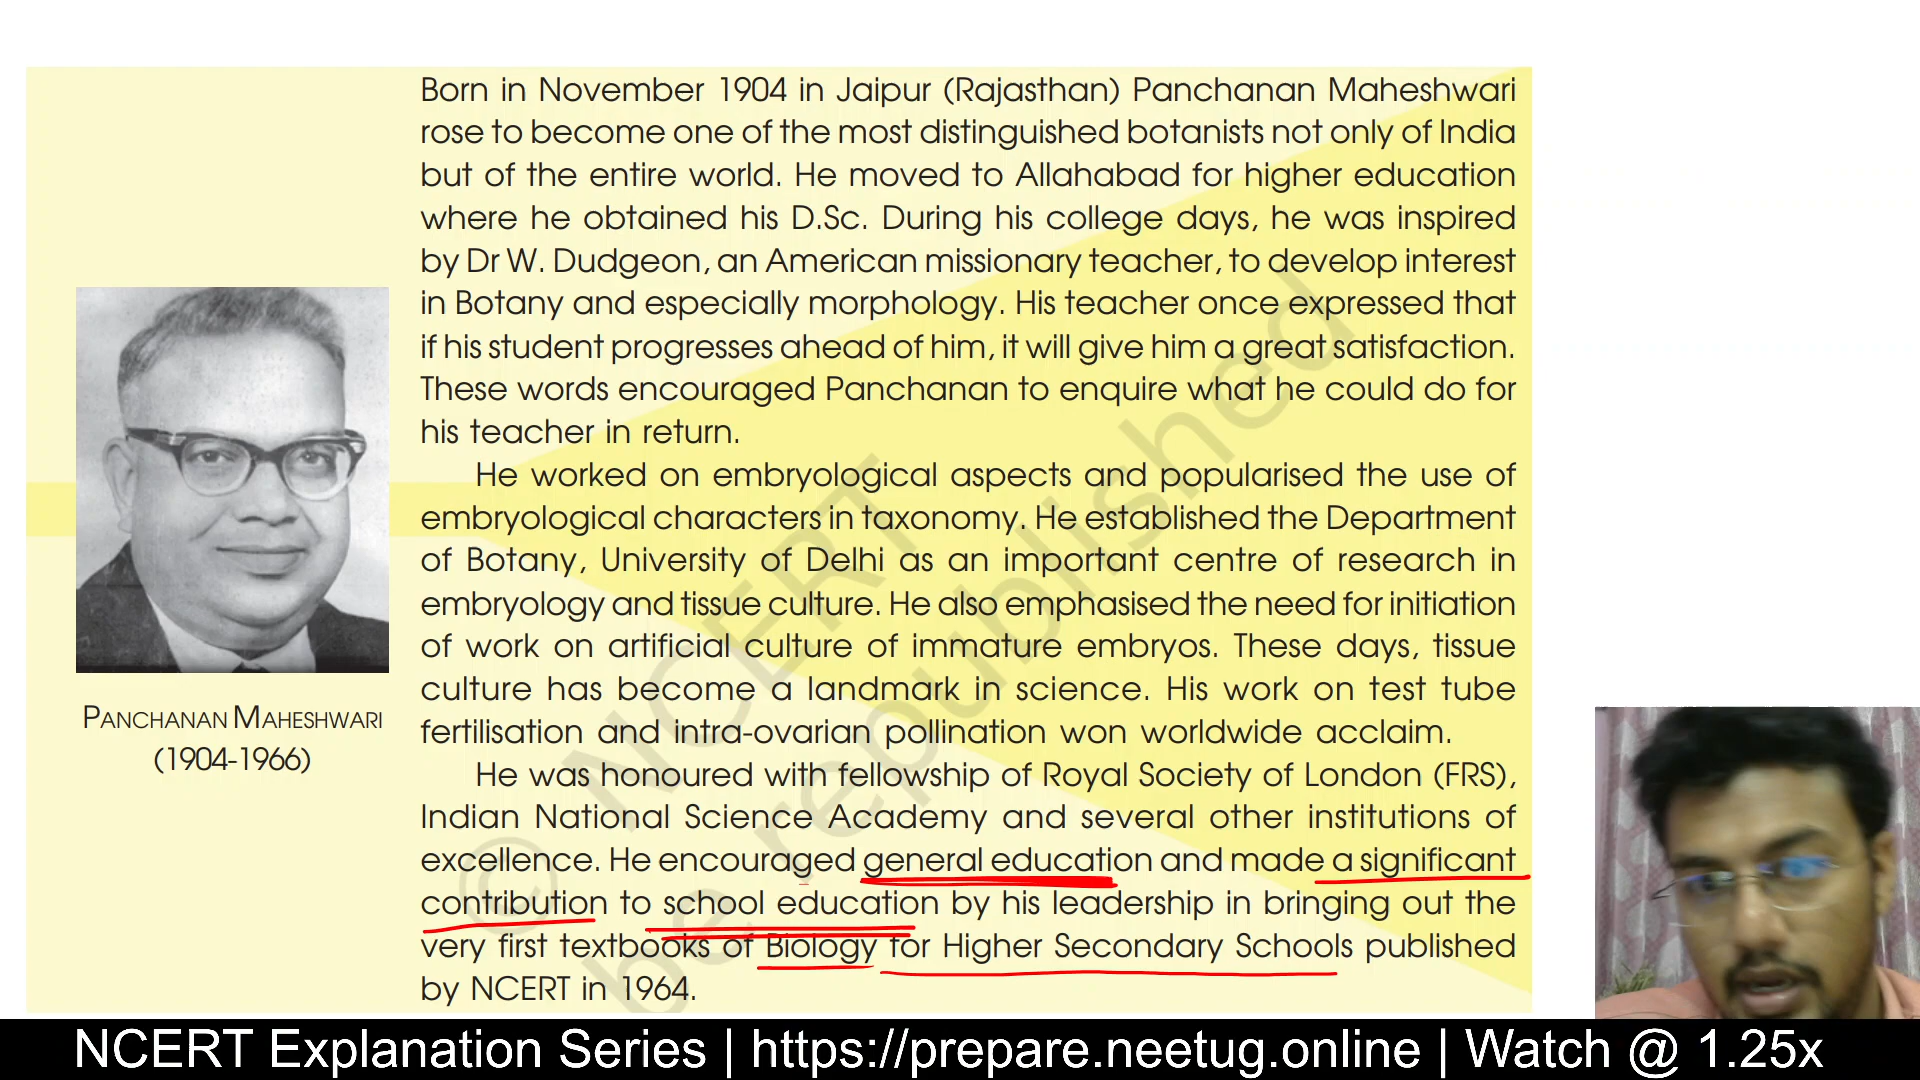 Born in November 1904 in Jaipur (Rajasthan) Panchanan Maheshwari
rose to become one of the most distinguished botanists not only of India
but of the entire world. He moved to Allahabad for higher education
where he obtained his D.Sc. During his college days, he was inspired
by Dr W. Dudgeon, an American missionary teacher, to develop interest
in Botany and especially morphology. His teacher once expressed that
if his student progresses ahead of him, it will give him a great satisfaction.
These words encouraged Panchanan to enquire what he could do for
his teacher in return.
He worked on embryological aspects and popularised the use of
embryological characters in taxonomy. He established the Department
of Botany, University of Delhi as an important centre of research in
embryology and tissue culture. He also emphasised the need for initiation
of work on artificial culture of immature embryos. These days, tissue
culture has become a landmark in science. His work on test tube
fertilisation and intra-ovarian pollination won worldwide acclaim.
He was honoured with fellowship of Royal Society of London (FRS),
Indian National Science Academy and several other institutions of
excellence. He encouraged general education and made a significant
contribution to school education by his leadership in bringing out the
very first textbooks of Biology for Higher Secondary Schools published
by NCERT in 1964.
PANCHANAN MAHESHWARI
(1904-1966)
© NCERT
be republished
NCERT Explanation Series | https://prepare.neetug.online | Watch @ 1.25x